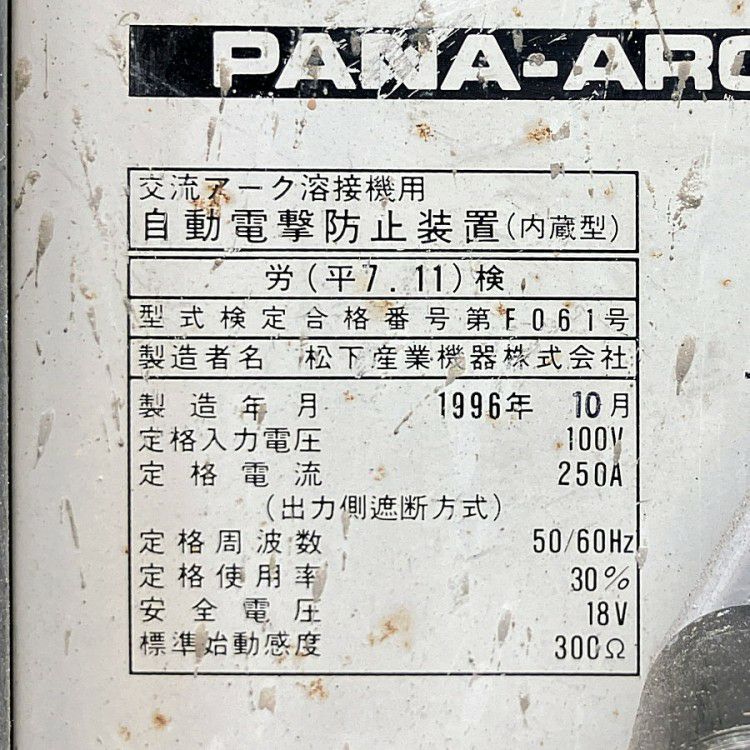 PANA-ARC
交流アーク溶接機用
自動電撃防止装置(内蔵型)
労(平7.11)検
型式検定合格番号第F061号
製造者名 松下産業機器株式会社
製造年月 1996年 10月
定格入力電圧 100V
定格電流 250A
(出力側遮断方式)
定格周波数 50/60Hz
定格使用率 30%
安全電圧 18V
標準始動感度 300Ω